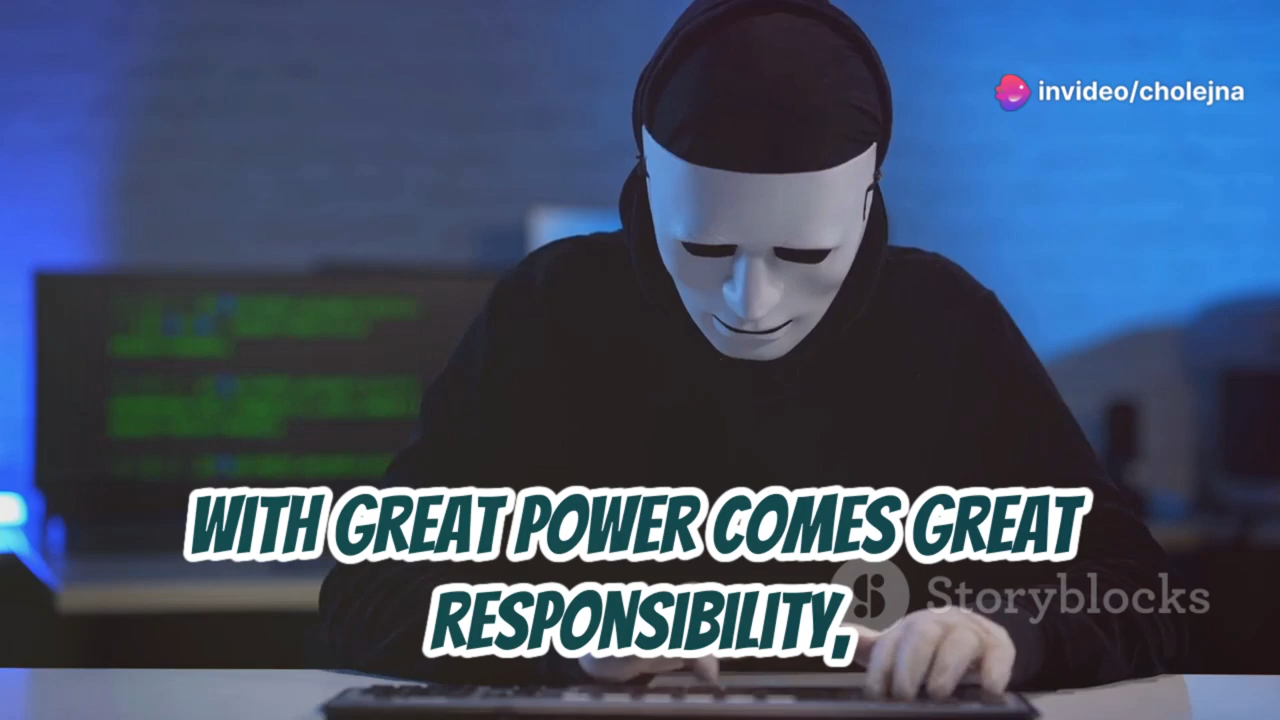 invideo/cholejna
WITH GREAT POWER COMES GREAT
RESPONSIBILITY,
Storyblocks